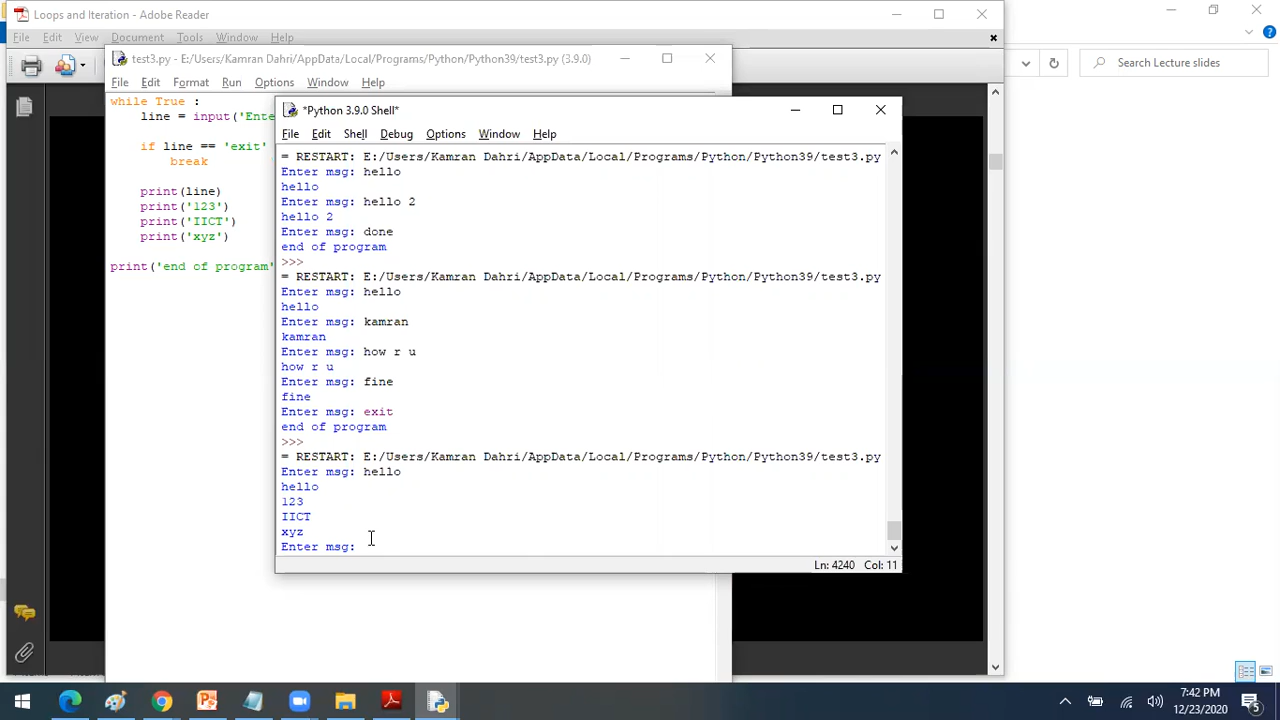 Loops and Iteration - Adobe Reader
File Edit View Document Tools Window Help
Search Lecture slides
test3.py - E:/Users/Kamran Dahri/AppData/Local/Programs/Python/Python39/test3.py (3.9.0)
File Edit Format Run Options Window Help
while True :
line = input('Ente
if line == 'exit'
break
print(line)
print('123')
print('IICT')
print('xyz')
print('end of program'
*Python 3.9.0 Shell*
File Edit Shell Debug Options Window Help
= RESTART: E:/Users/Kamran Dahri/AppData/Local/Programs/Python/Python39/test3.py
Enter msg: hello
hello
Enter msg: hello 2
hello 2
Enter msg: done
end of program
>>>
= RESTART: E:/Users/Kamran Dahri/AppData/Local/Programs/Python/Python39/test3.py
Enter msg: hello
hello
Enter msg: kamran
kamran
Enter msg: how r u
how r u
Enter msg: fine
fine
Enter msg: exit
end of program
>>>
= RESTART: E:/Users/Kamran Dahri/AppData/Local/Programs/Python/Python39/test3.py
Enter msg: hello
hello
123
IICT
xyz
Enter msg:
Ln: 4240 Col: 11
7:42 PM
12/23/2020
5